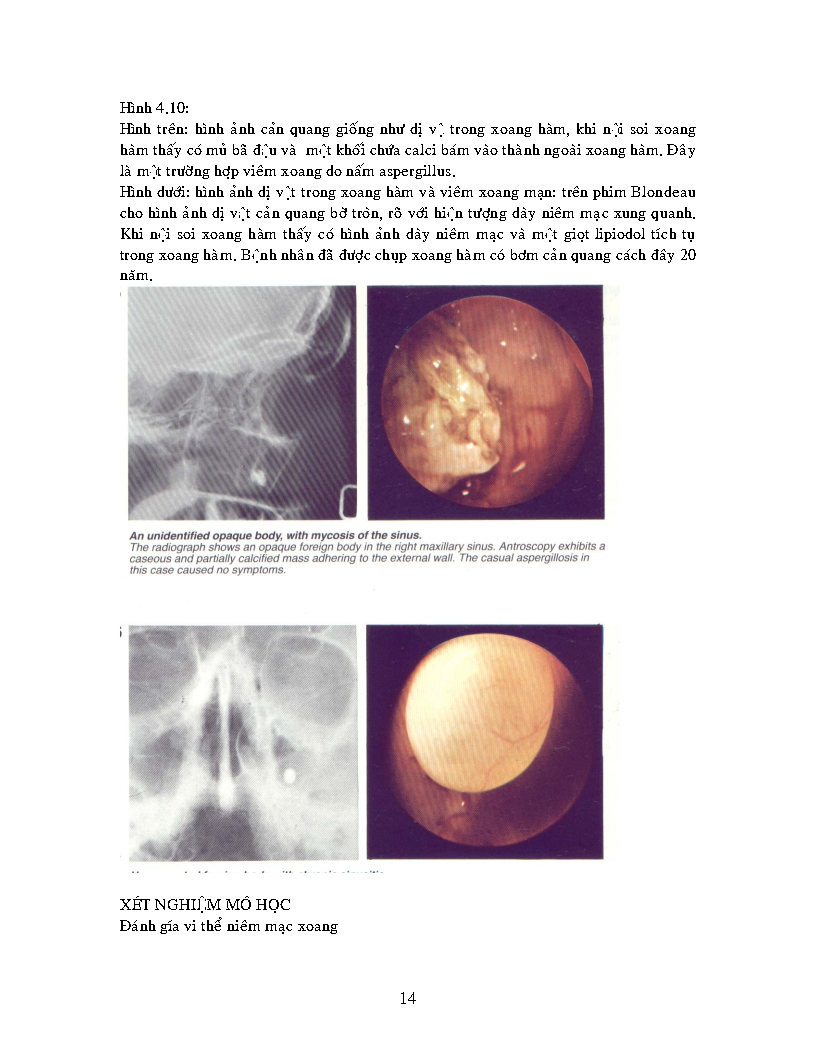 Hình 4.10:
Hình trên: hình ảnh cản quang giống như dị vậ trong xoang hàm, khi nội soi xoang
hàm thấy có mủ bã đậu và một khối chứa calci bám vào thành ngoài xoang hàm. Đây
là một trường hợp viêm xoang do nấm aspergillus.
Hình dưới: hình ảnh dị vật trong xoang hàm và viêm xoang mạn: trên phim Blondeau
cho hình ảnh dị vật cản quang bờ tròn, rõ với hiện tượng dày niêm mạc xung quanh.
Khi nội soi xoang hàm thấy có hình ảnh dày niêm mạc và một giọt lipiodol tích tụ
trong xoang hàm. Bệnh nhân đã được chụp xoang hàm có bơm cản quang cách đây 20
năm.
An unidentified opaque body, with mycosis of the sinus.
The radiograph shows an opaque foreign body in the right maxillary sinus. Antroscopy exhibits a
caseous and partially calcified mass adhering to the external wall. The casual aspergillosis in
this case caused no symptoms.
XÉT NGHIỆM MÔ HỌC
Đánh gía vi thể niêm mạc xoang
14